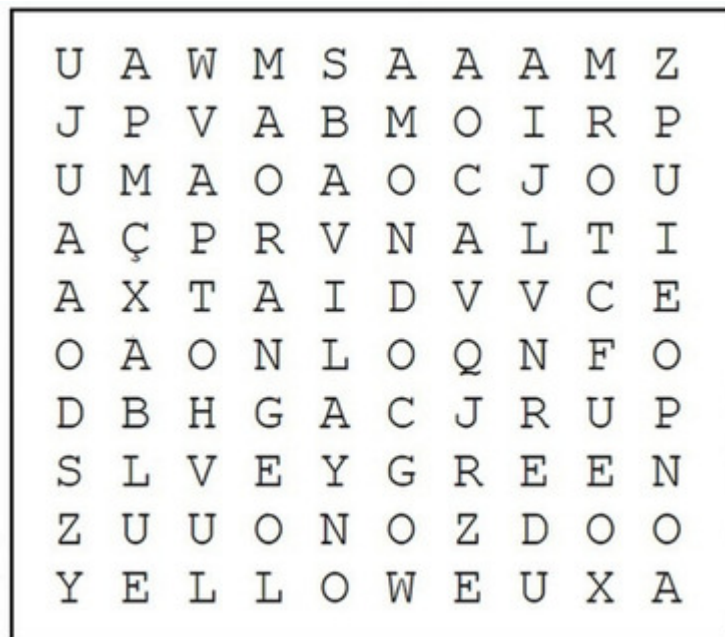 U A W M S A A A M Z
J P V A B M O I R P
U M A O A O C J O U
A Ç P R V N A L T I
A X T A I D V V C E
O A O N L O Q N F O
D B H G A C J R U P
S L V E Y G R E E N
Z U U O N O Z D O O
Y E L L O W E U X A